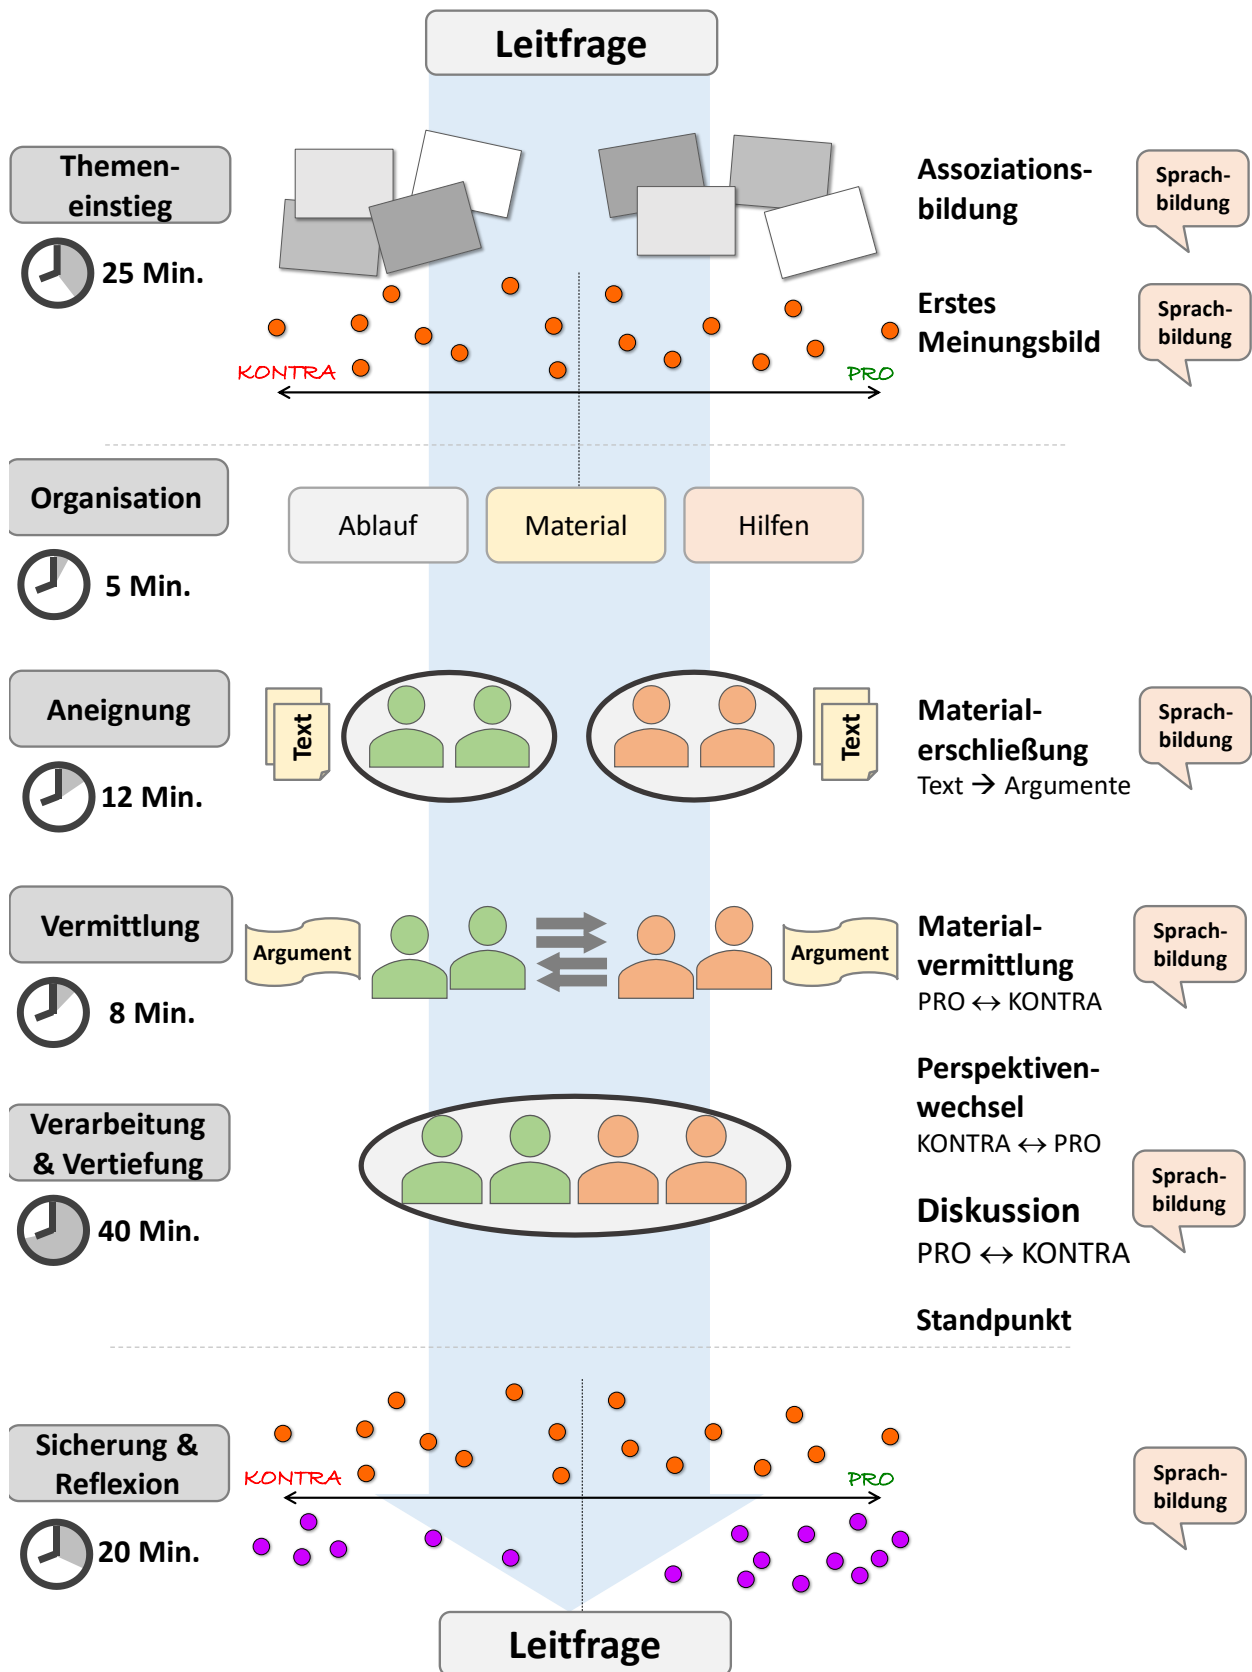 Leitfrage
Themen-
einstieg
25 Min.
Assoziations-
bildung
Sprach-
bildung
Erstes
Meinungsbild
Sprach-
bildung
KONTRA
PRO
Organisation
5 Min.
Ablauf
Material
Hilfen
Aneignung
12 Min.
Text
Text
Material-
erschließung
Text → Argumente
Sprach-
bildung
Vermittlung
8 Min.
Argument
Argument
Material-
vermittlung
PRO ↔ KONTRA
Sprach-
bildung
Verarbeitung
& Vertiefung
40 Min.
Perspektiven-
wechsel
KONTRA ↔ PRO
Diskussion
PRO ↔ KONTRA
Standpunkt
Sprach-
bildung
Sicherung &
Reflexion
20 Min.
KONTRA
PRO
Sprach-
bildung
Leitfrage